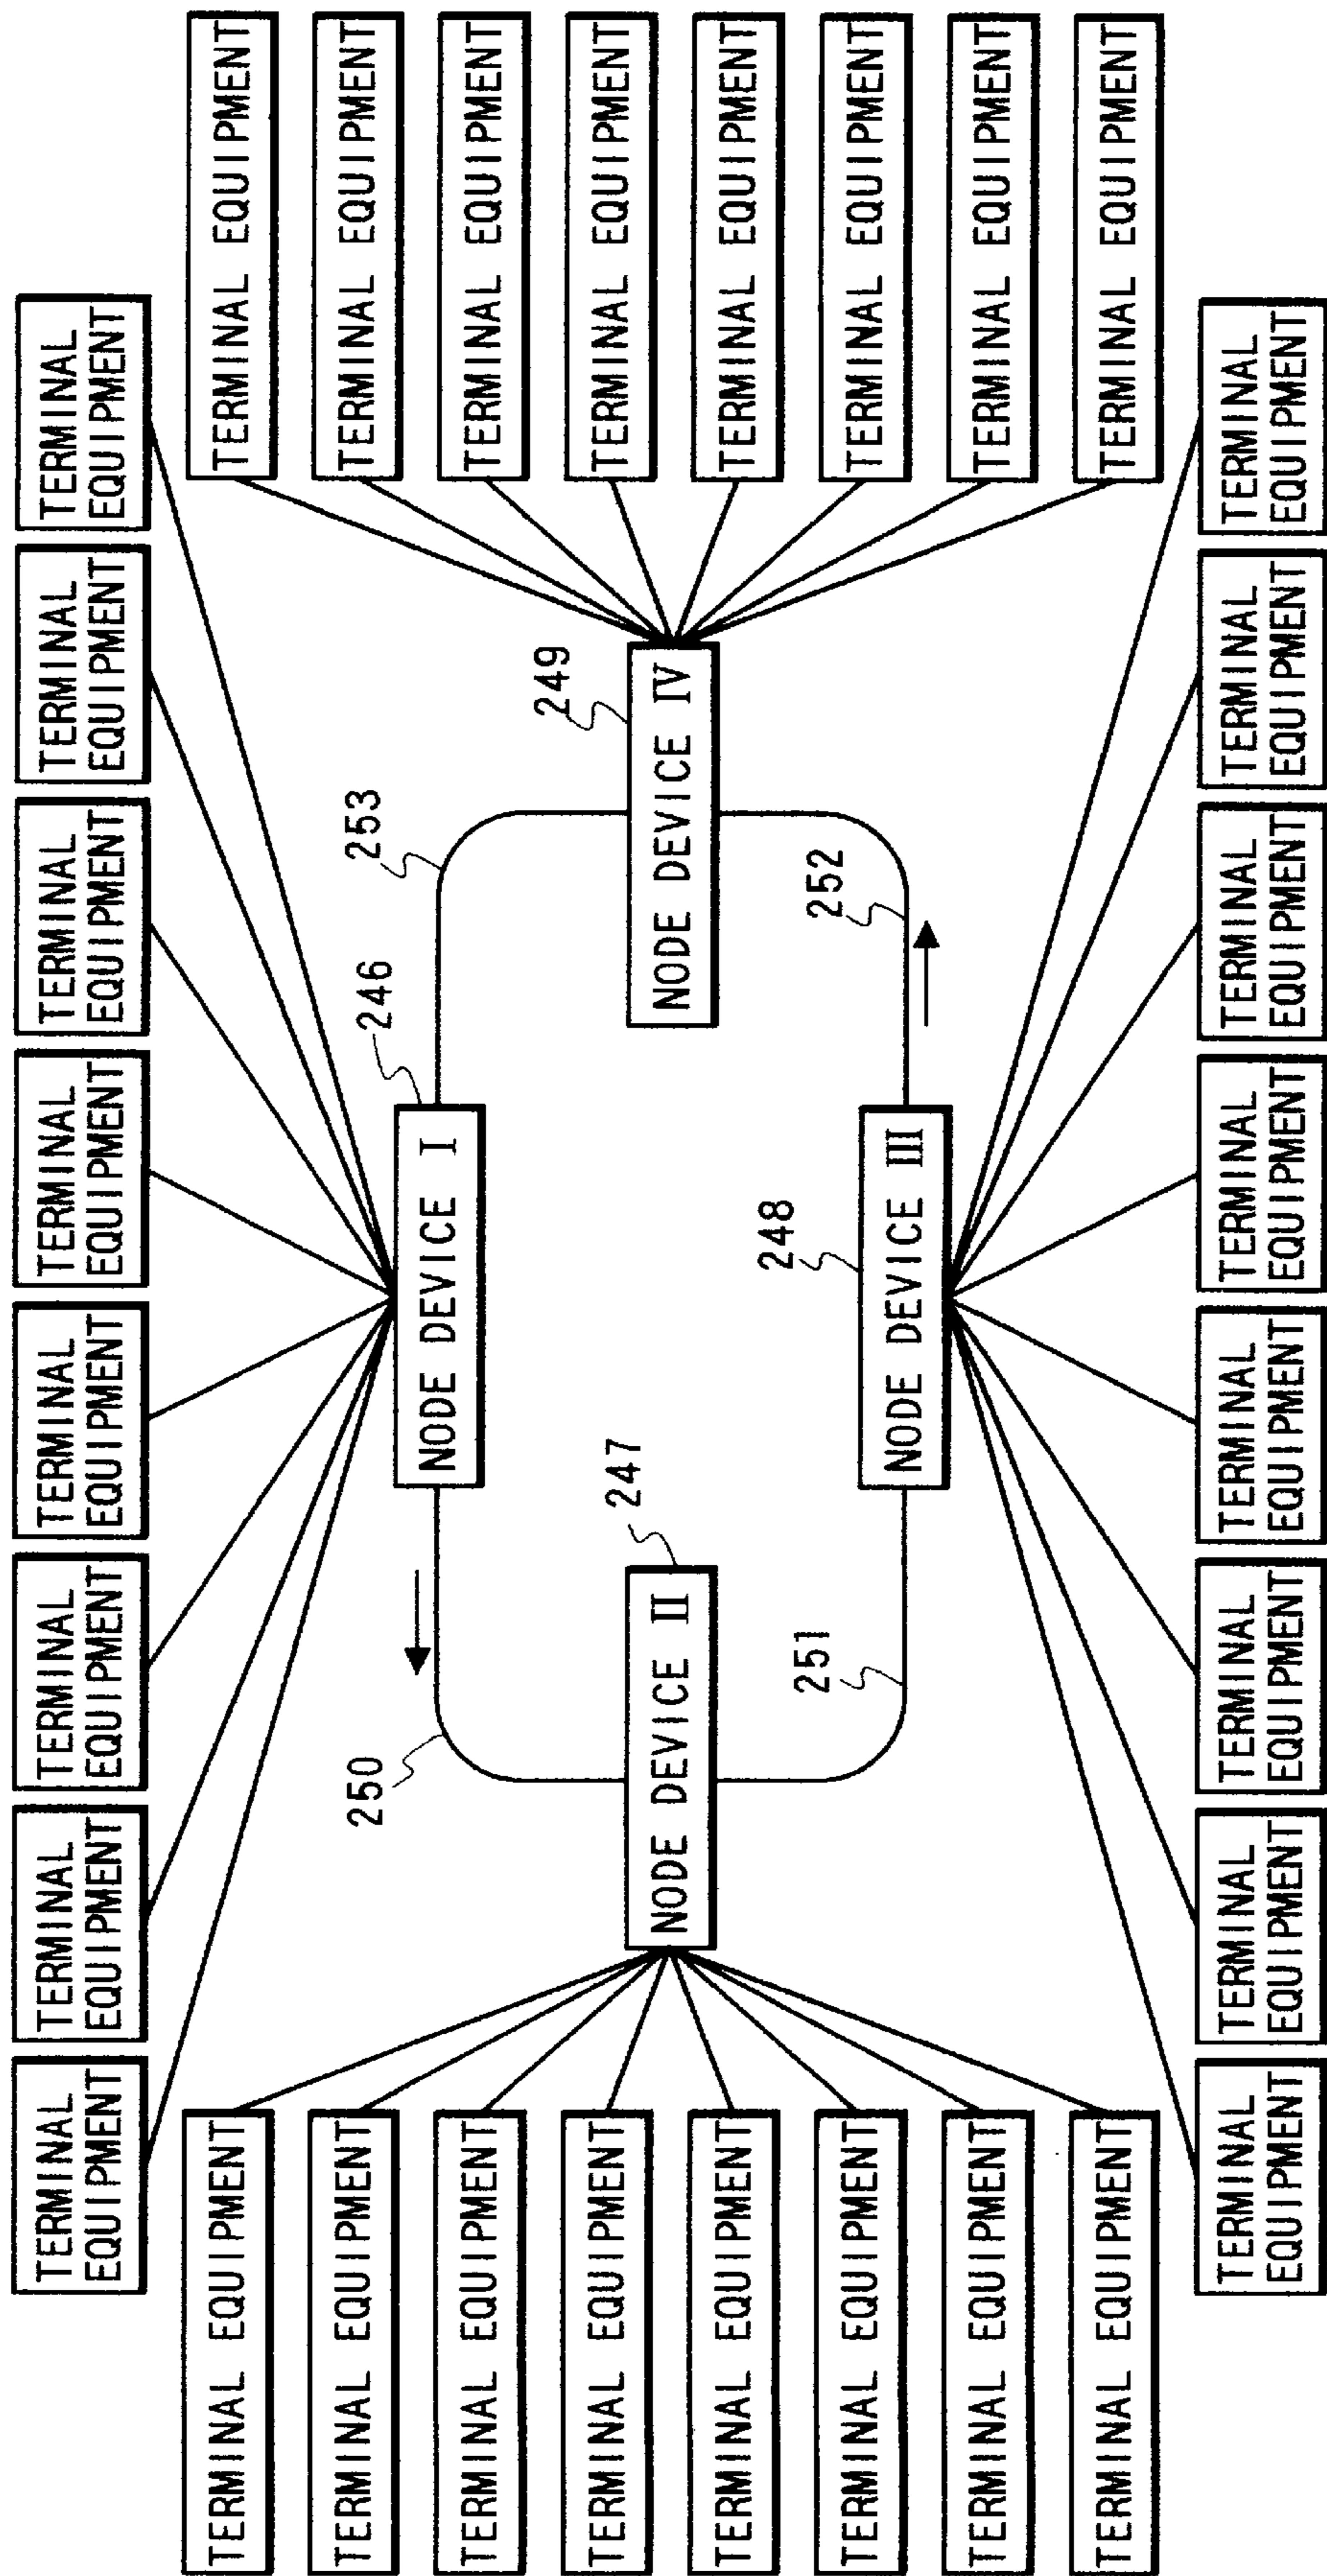 TERMINAL
EQUIPMENT
TERMINAL
EQUIPMENT
TERMINAL
EQUIPMENT
TERMINAL
EQUIPMENT
TERMINAL
EQUIPMENT
TERMINAL
EQUIPMENT
TERMINAL
EQUIPMENT
TERMINAL
EQUIPMENT
TERMINAL EQUIPMENT
TERMINAL EQUIPMENT
TERMINAL EQUIPMENT
TERMINAL EQUIPMENT
250
246
253
NODE DEVICE I
TERMINAL EQUIPMENT
TERMINAL EQUIPMENT
249
TERMINAL EQUIPMENT
247
TERMINAL EQUIPMENT
NODE DEVICE II
NODE DEVICE IV
TERMINAL EQUIPMENT
TERMINAL EQUIPMENT
248
251
252
TERMINAL EQUIPMENT
TERMINAL EQUIPMENT
NODE DEVICE III
TERMINAL EQUIPMENT
TERMINAL EQUIPMENT
TERMINAL EQUIPMENT
TERMINAL EQUIPMENT
TERMINAL
EQUIPMENT
TERMINAL
EQUIPMENT
TERMINAL
EQUIPMENT
TERMINAL
EQUIPMENT
TERMINAL
EQUIPMENT
TERMINAL
EQUIPMENT
TERMINAL
EQUIPMENT
TERMINAL
EQUIPMENT